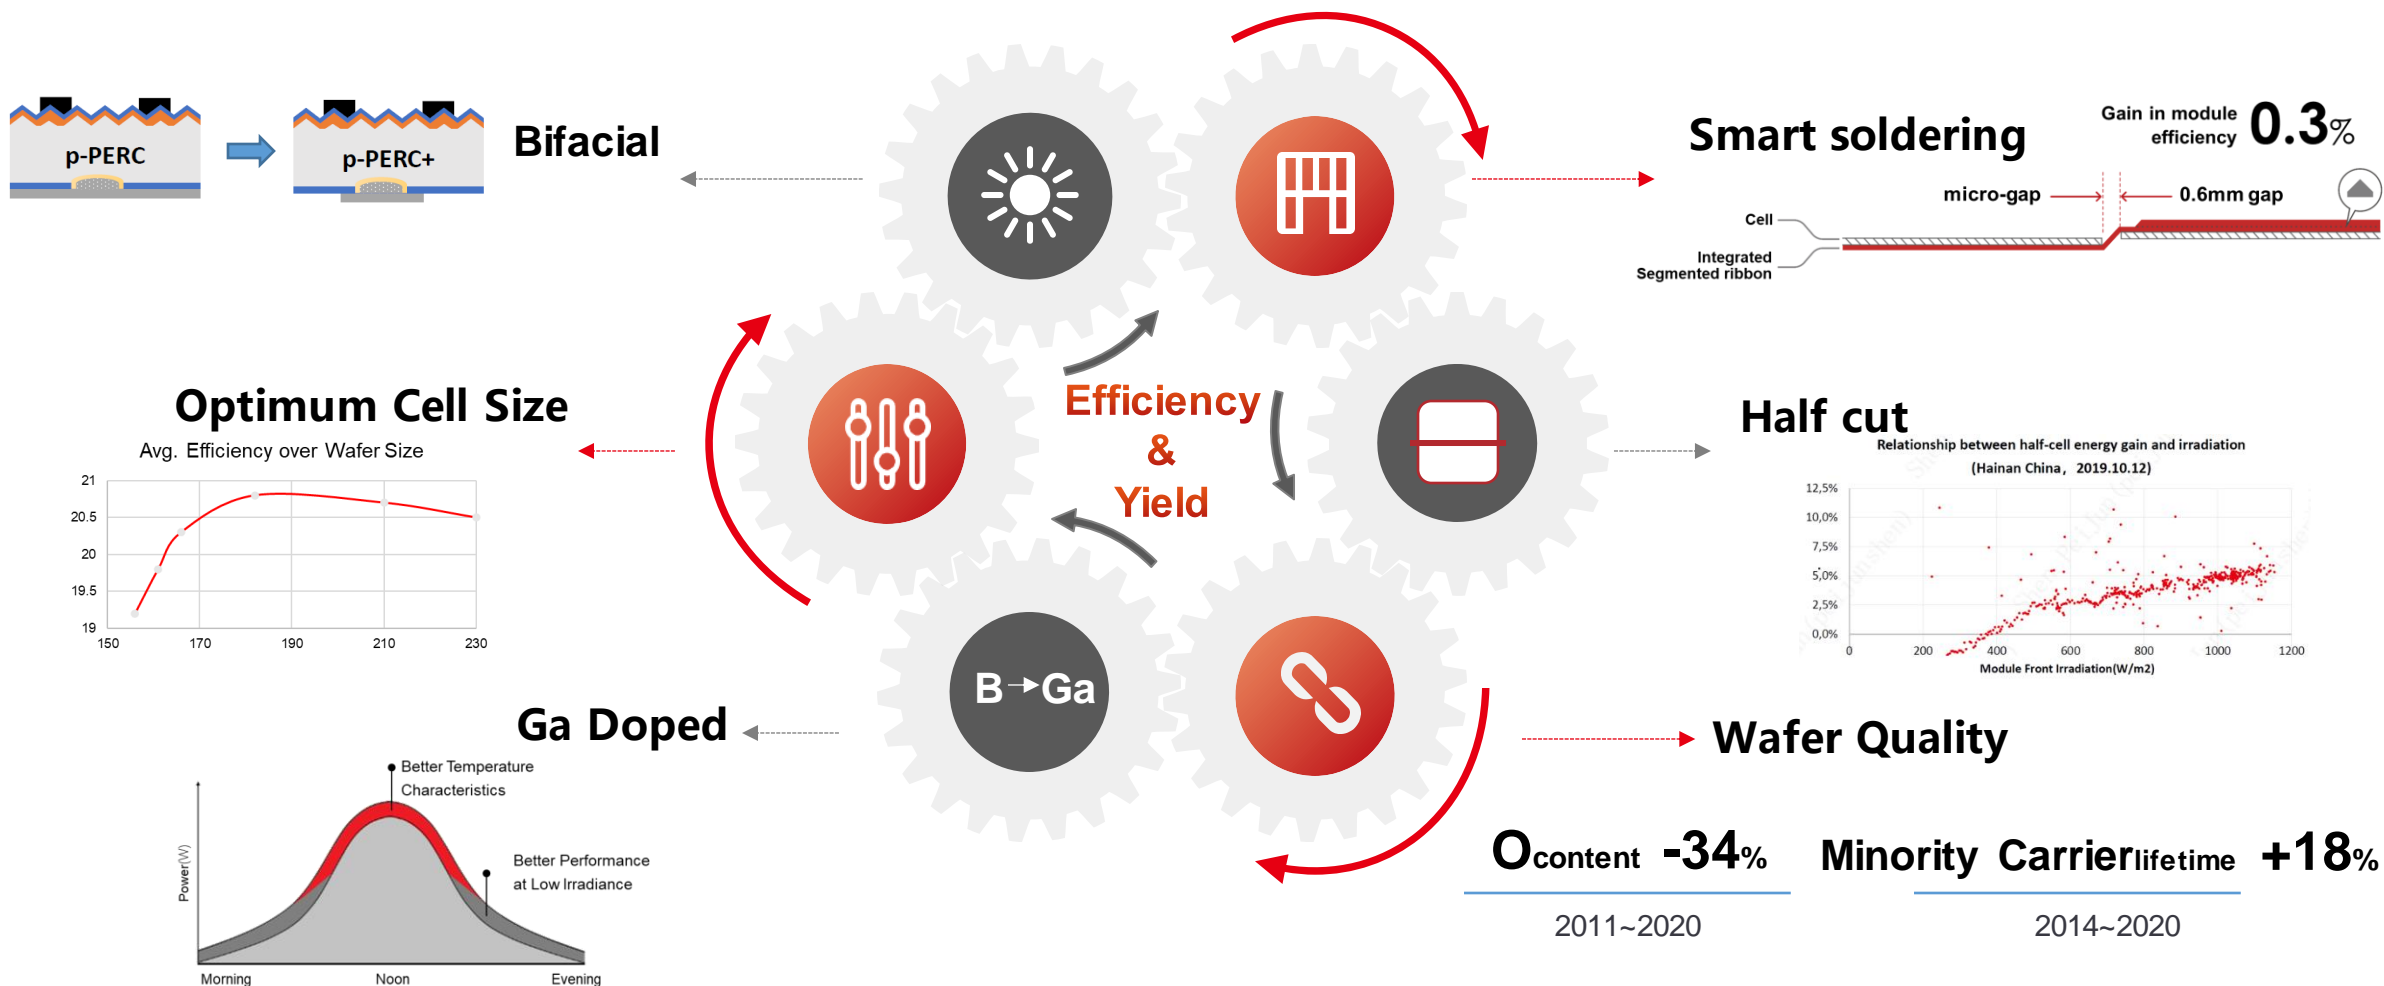 p-PERC
p-PERC+
Bifacial
Smart soldering
Gain in module
efficiency
0.3%
micro-gap
0.6mm gap
Cell
Integrated
Segmented ribbon
Optimum Cell Size
Avg. Efficiency over Wafer Size
21
20.5
20
19.5
19
150 170 190 210 230
Efficiency
&
Yield
Half cut
Relationship between half-cell energy gain and irradiation
(Hainan China, 2019.10.12)
12,5%
10,0%
7,5%
5,0%
2,5%
0,0%
0 200 400 600 800 1000 1200
Module Front Irradiation(W/m2)
Ga Doped
B Ga
Better Temperature
Characteristics
Better Performance
at Low Irradiance
Power(W)
Morning Noon Evening
Wafer Quality
Ocontent -34%
2011~2020
Minority Carrierlifetime +18%
2014~2020